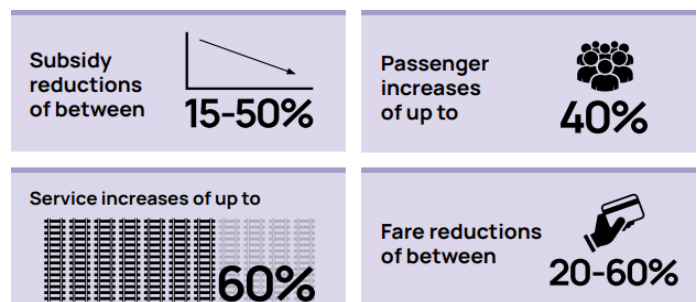 Subsidy
reductions
of between
15-50%
Passenger
increases
of up to
40%
Service increases of up to
60%
Fare reductions
of between
20-60%